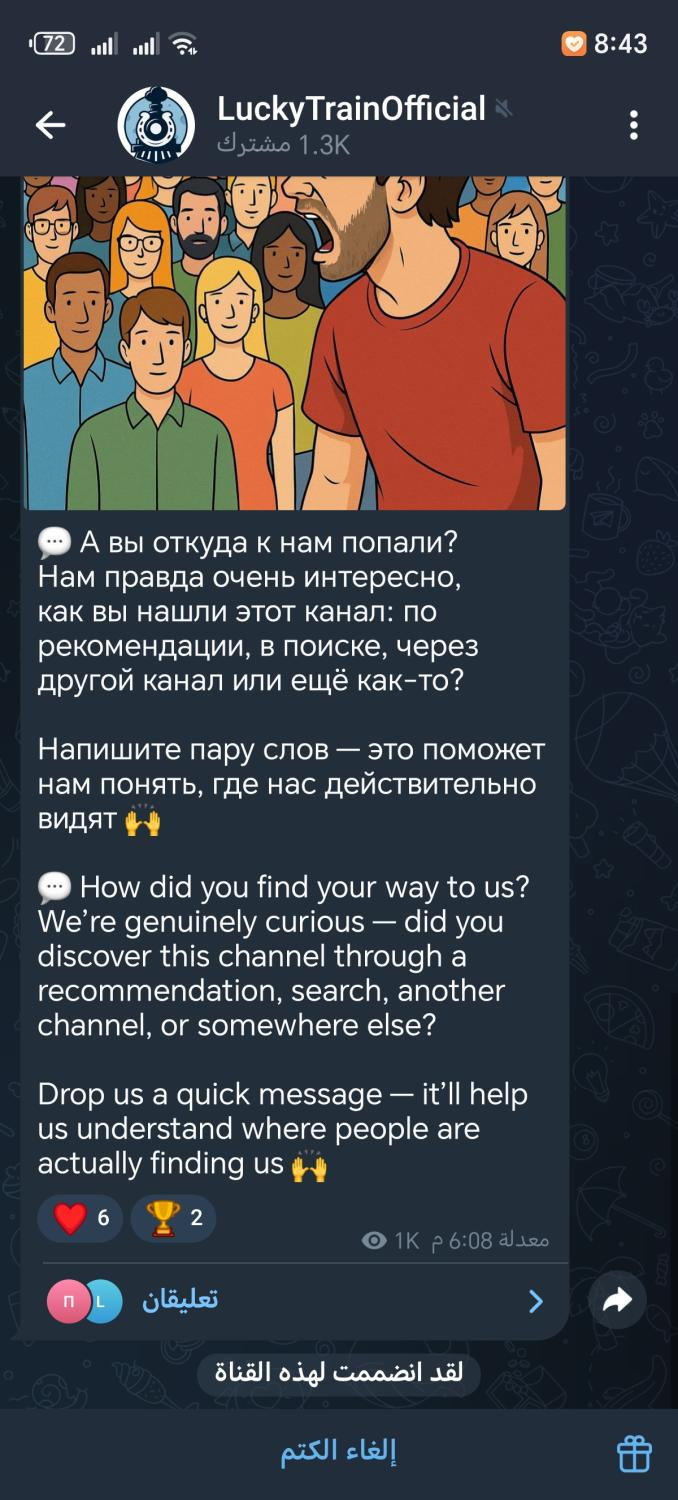 72
8:43
LuckyTrainOfficial
1.3K مشترك
💬 А вы откуда к нам попали?
Нам правда очень интересно,
как вы нашли этот канал: по
рекомендации, в поиске, через
другой канал или ещё как-то?
Напишите пару слов — это поможет
нам понять, где нас действительно
видят 🙌
💬 How did you find your way to us?
We’re genuinely curious — did you
discover this channel through a
recommendation, search, another
channel, or somewhere else?
Drop us a quick message — it’ll help
us understand where people are
actually finding us 🙌
❤️ 6 🏆 2
1K معدلة 6:08 م
П L تعليقان
لقد انضممت لهذه القناة
إلغاء الكتم